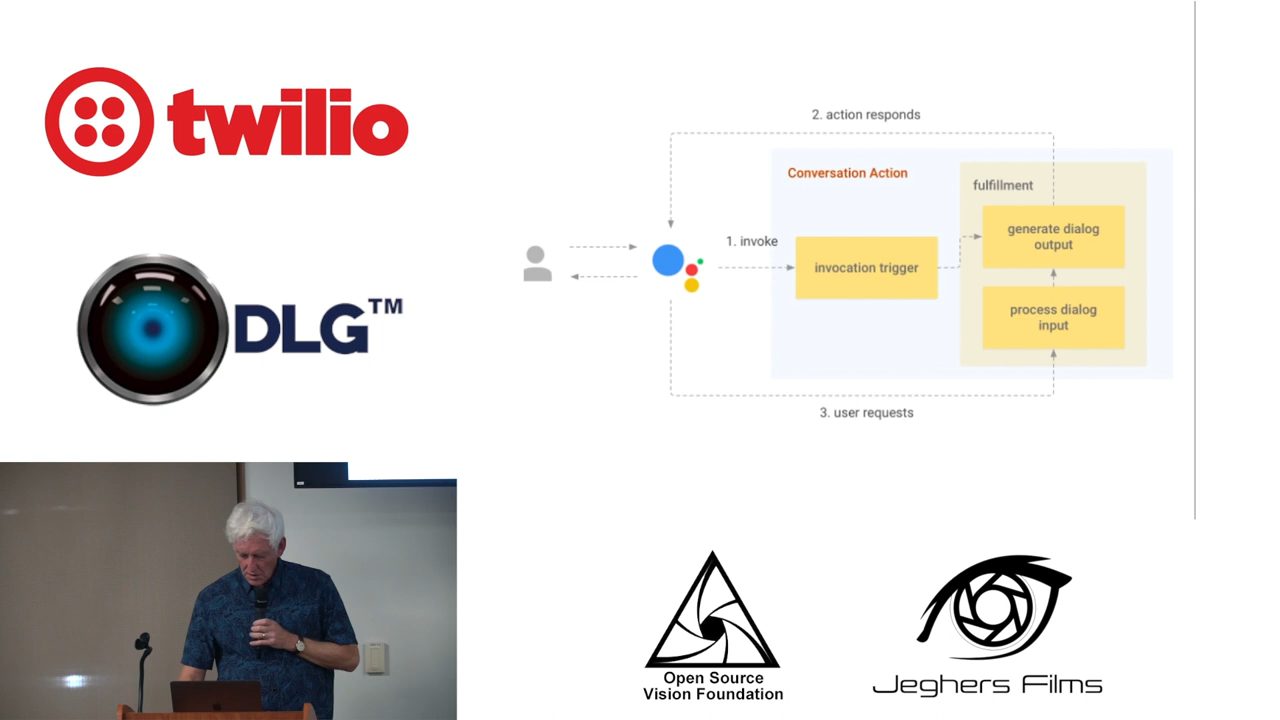 twilio
DLG™
2. action responds
Conversation Action
fulfillment
generate dialog
output
1. invoke
invocation trigger
process dialog
input
3. user requests
Open Source
Vision Foundation
Jeghers Films